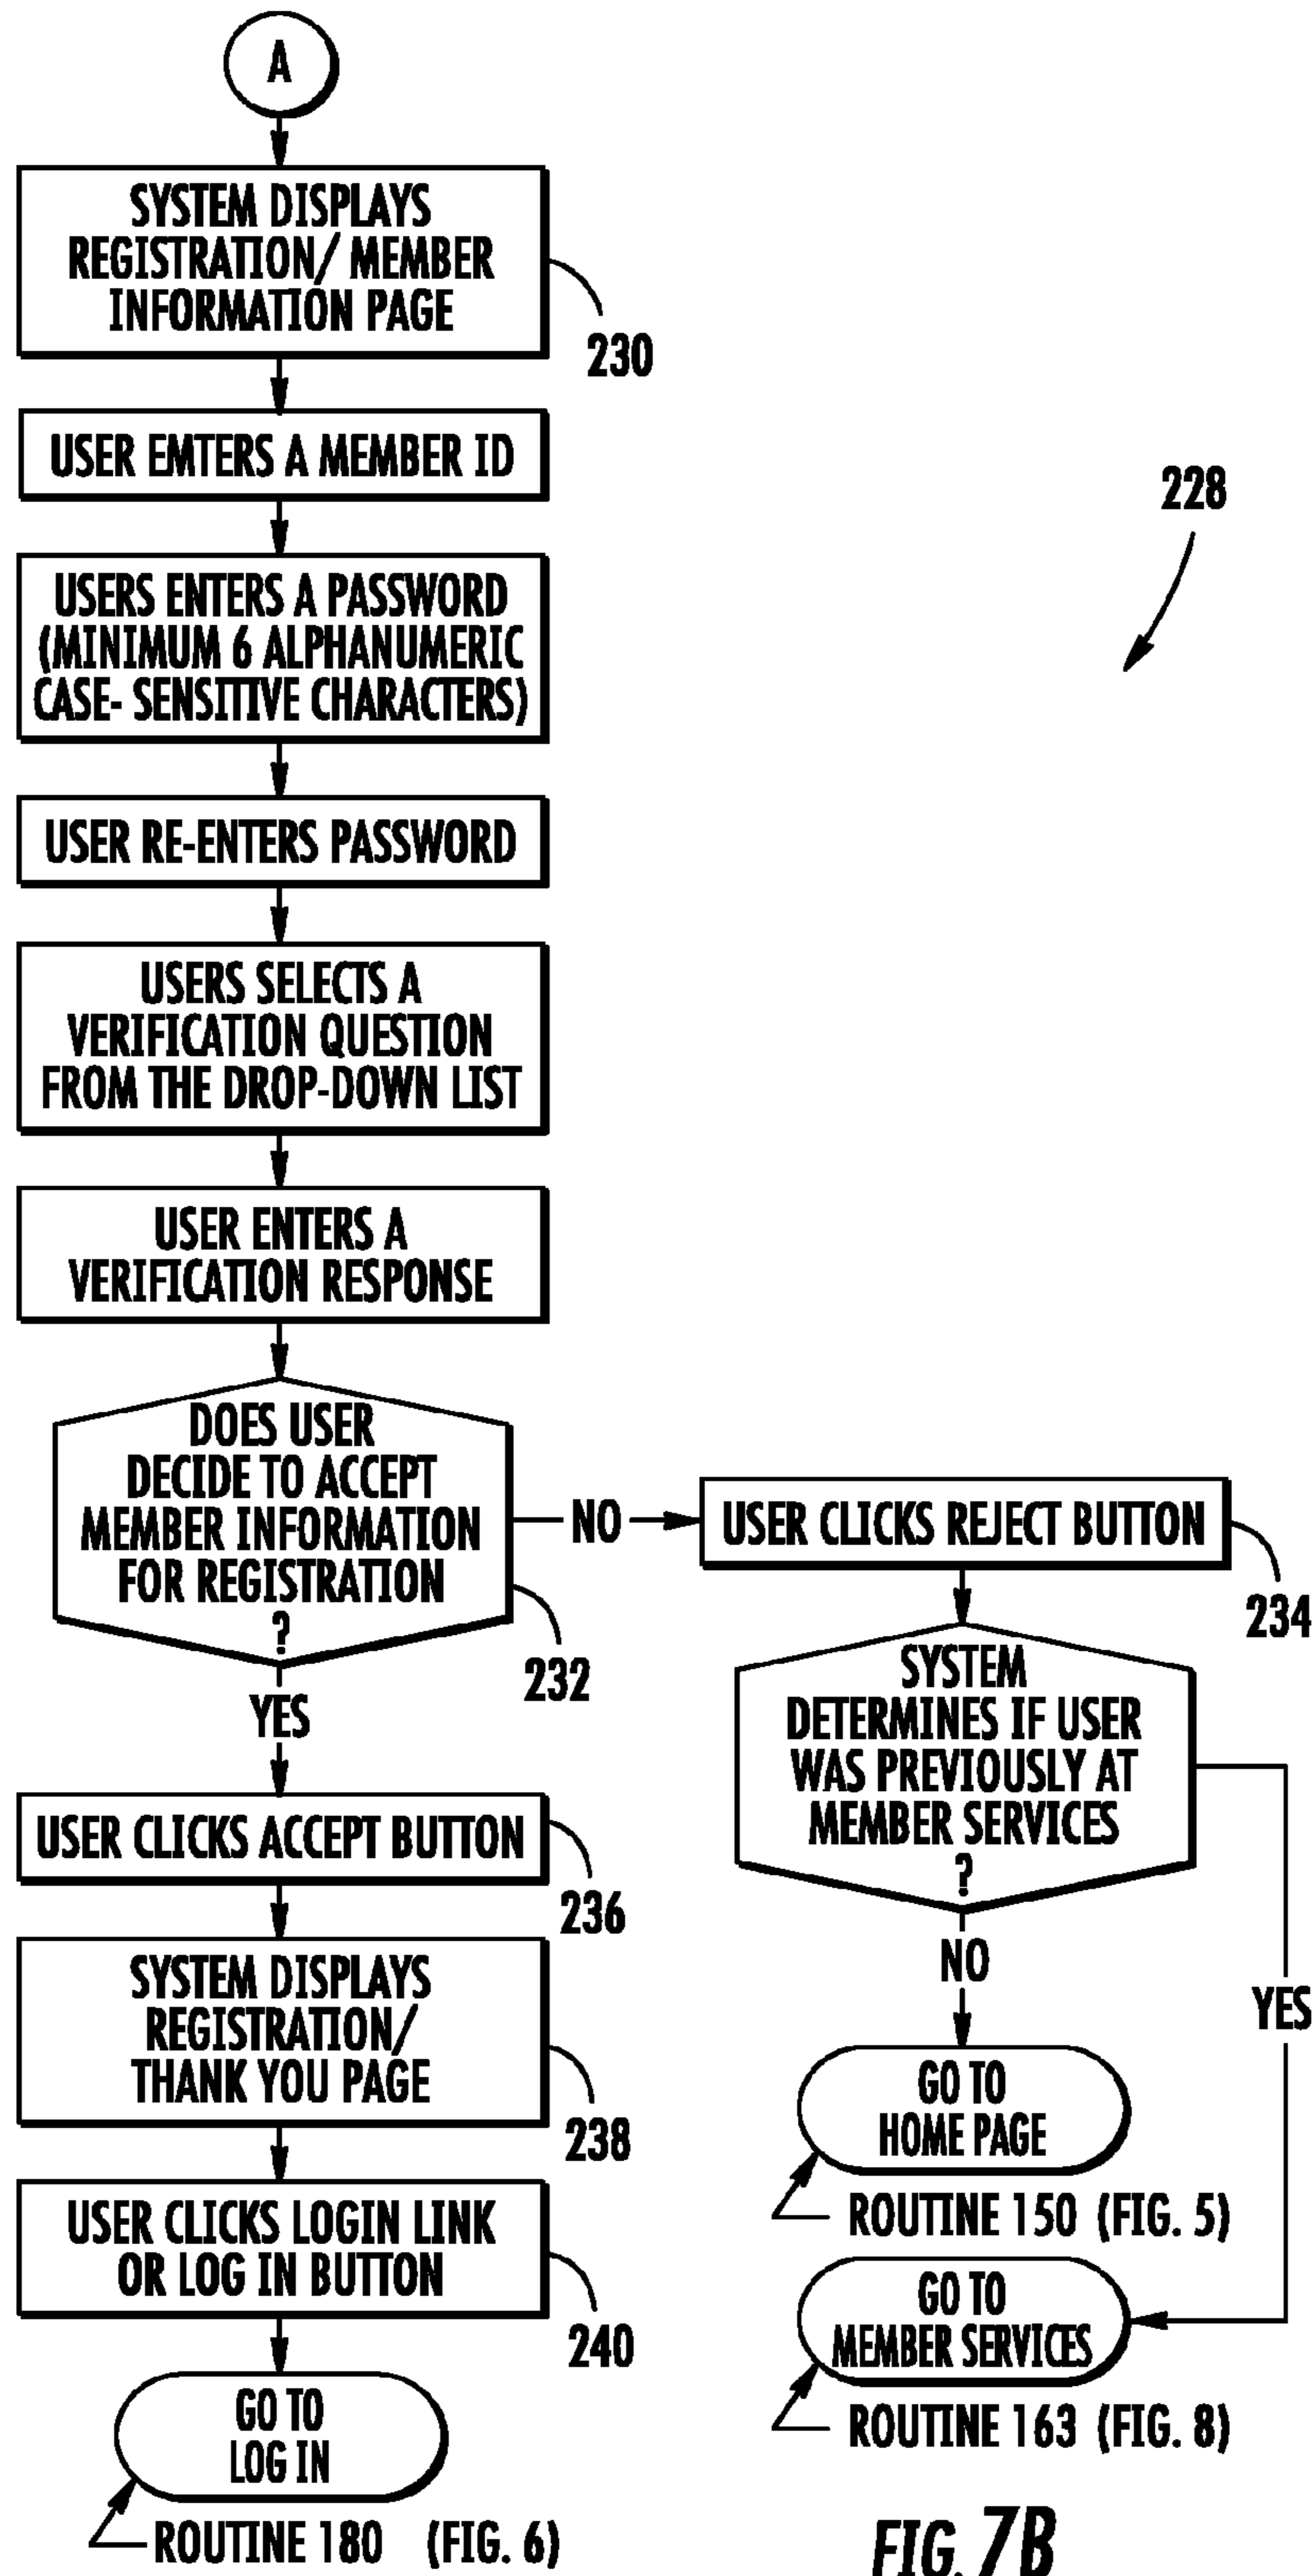 A
SYSTEM DISPLAYS
REGISTRATION/ MEMBER
INFORMATION PAGE
230
USER EMTERS A MEMBER ID
228
USERS ENTERS A PASSWORD
(MINIMUM 6 ALPHANUMERIC
CASE- SENSITIVE CHARACTERS)
USER RE-ENTERS PASSWORD
USERS SELECTS A
VERIFICATION QUESTION
FROM THE DROP-DOWN LIST
USER ENTERS A
VERIFICATION RESPONSE
DOES USER
DECIDE TO ACCEPT
MEMBER INFORMATION
FOR REGISTRATION
?
232
NO
USER CLICKS REJECT BUTTON
234
YES
SYSTEM
DETERMINES IF USER
WAS PREVIOUSLY AT
MEMBER SERVICES
?
USER CLICKS ACCEPT BUTTON
236
NO
YES
SYSTEM DISPLAYS
REGISTRATION/
THANK YOU PAGE
238
GO TO
HOME PAGE
ROUTINE 150 (FIG. 5)
USER CLICKS LOGIN LINK
OR LOG IN BUTTON
240
GO TO
MEMBER SERVICES
ROUTINE 163 (FIG. 8)
GO TO
LOG IN
ROUTINE 180 (FIG. 6)
FIG. 7B